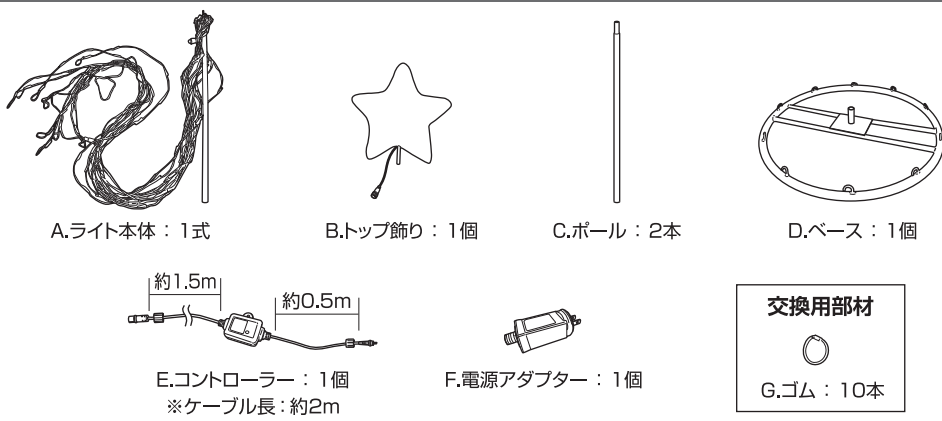 A.ライト本体：1式
B.トップ飾り：1個
C.ポール：2本
D.ベース：1個
約1.5m
約0.5m
E.コントローラー：1個
※ケーブル長：約2m
F.電源アダプター：1個
交換用部材
G.ゴム：10本